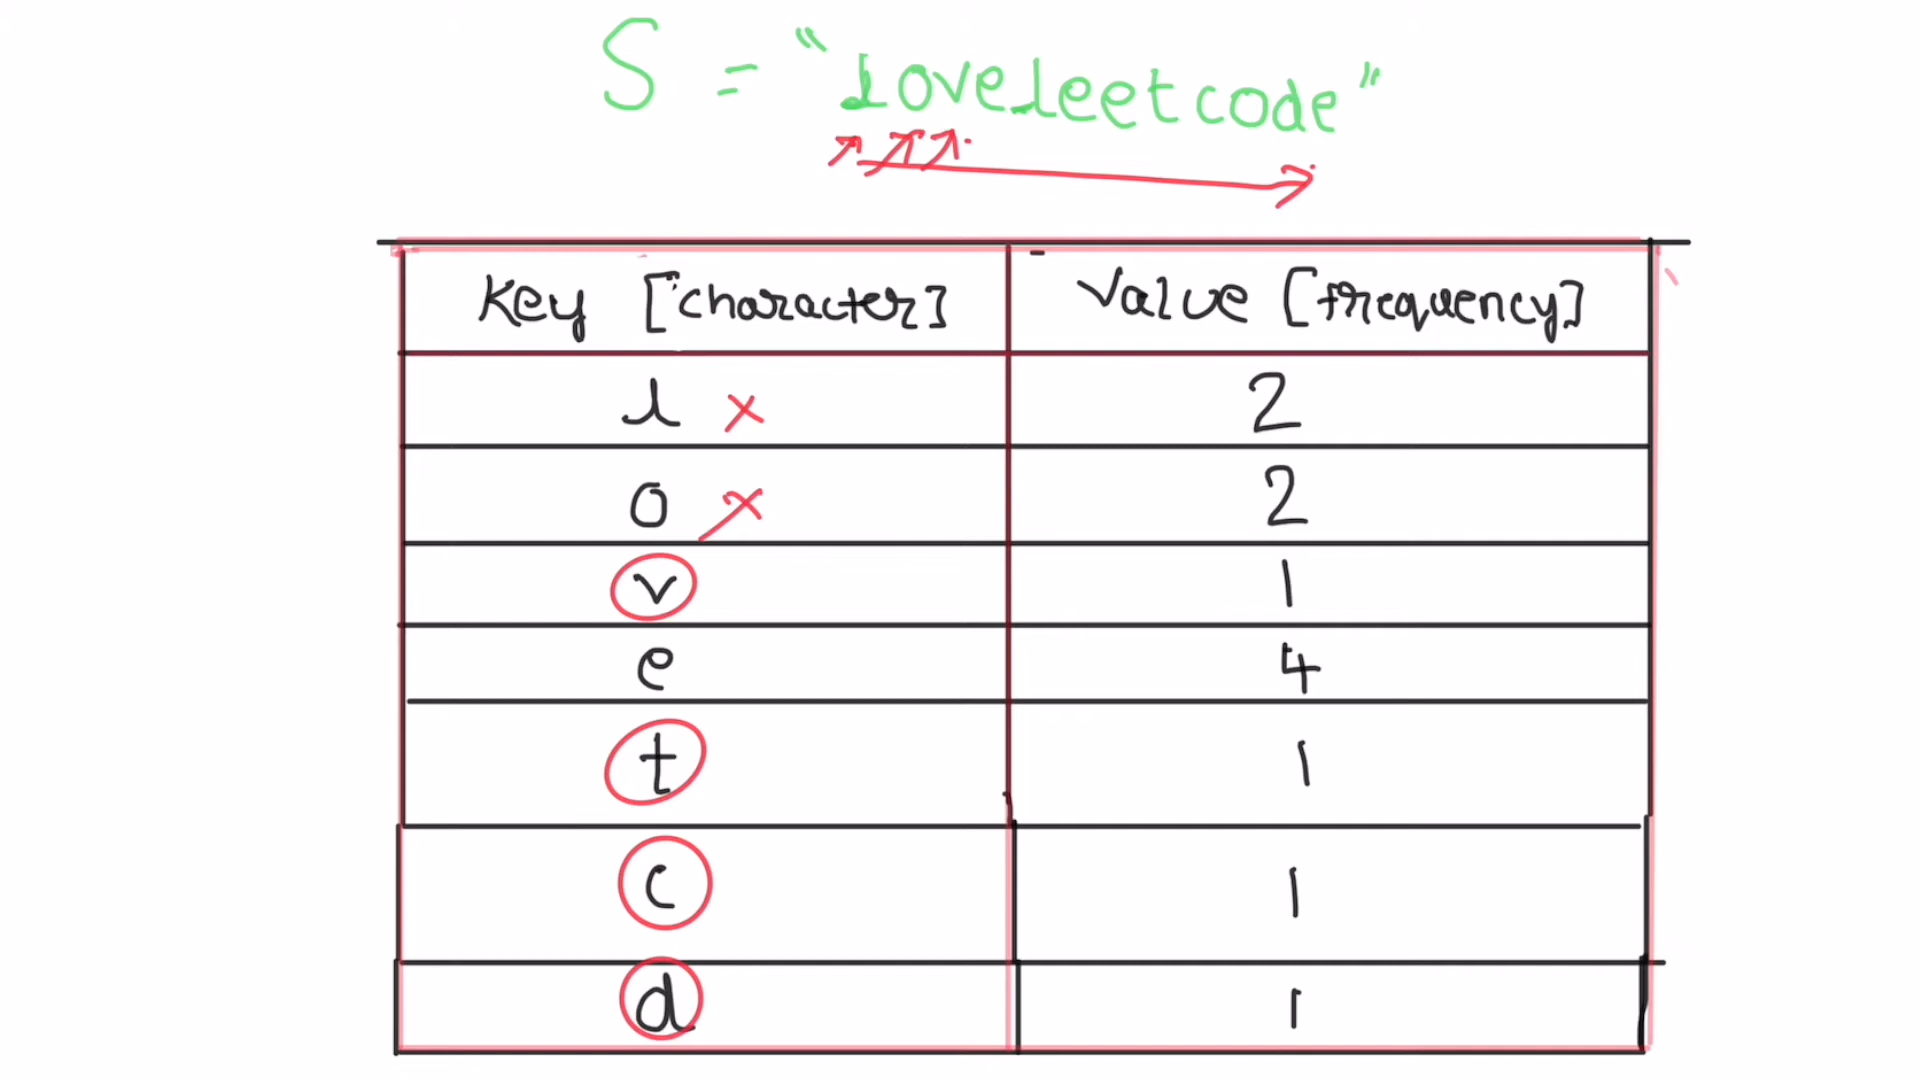 S = "loveleetcode"
Key [character] Value [frequency]
l x 2
o x 2
v 1
e 4
t 1
c 1
d 1